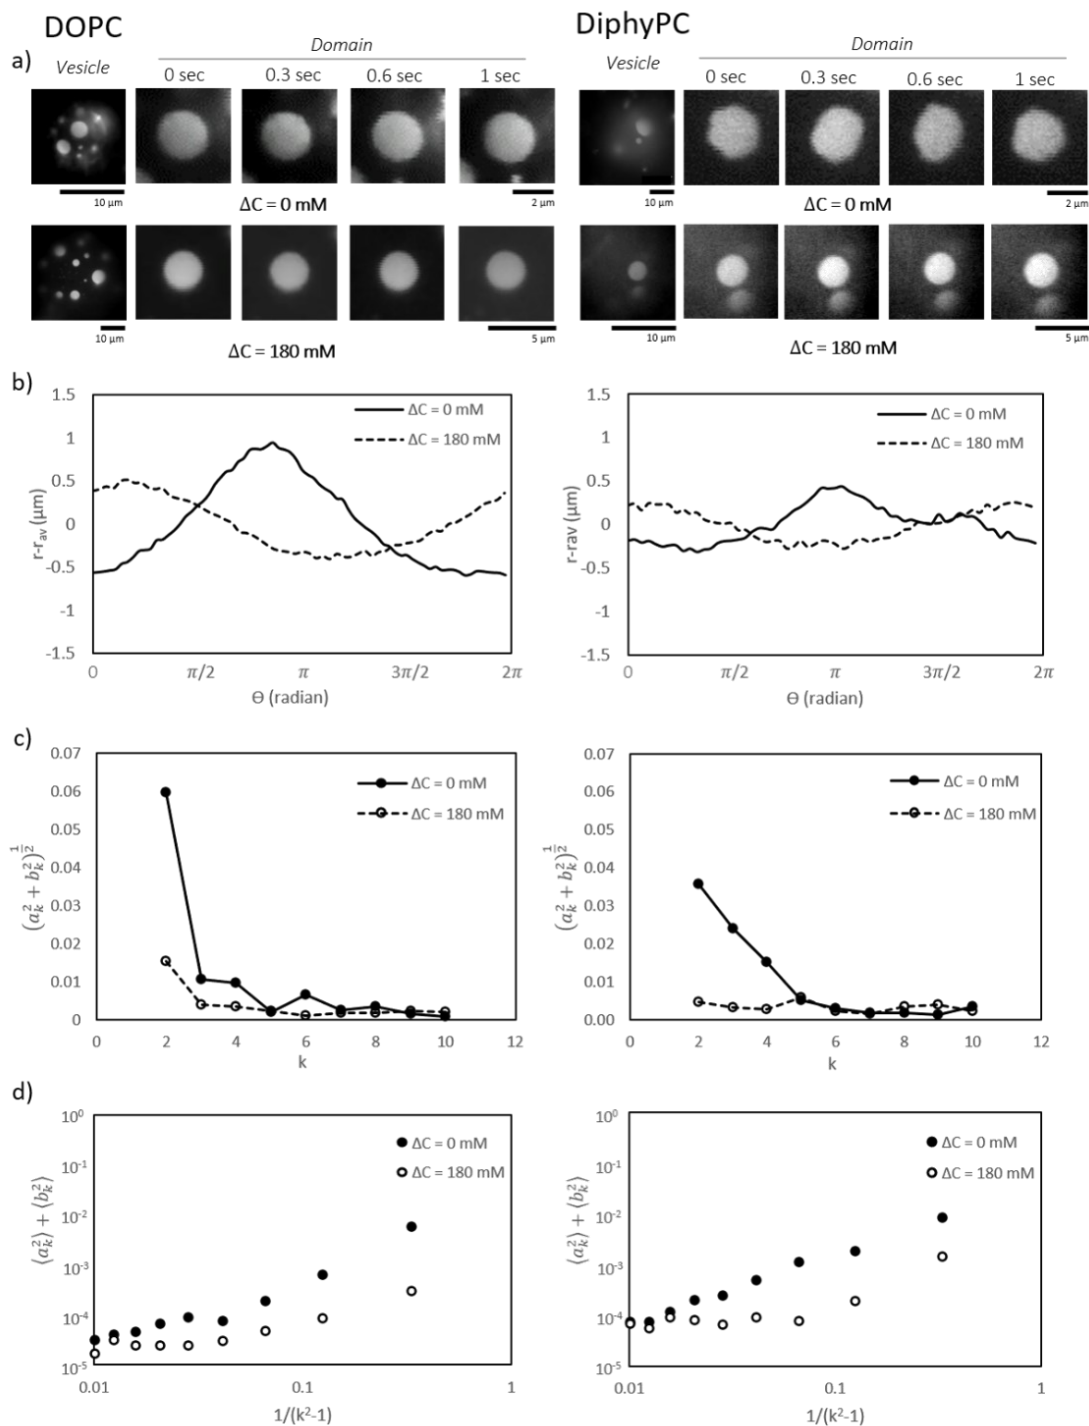 DOPC
DiphyPC
a)
Vesicle
Domain
0 sec
0.3 sec
0.6 sec
1 sec
10 µm
2 µm
ΔC = 0 mM
10 µm
5 µm
ΔC = 180 mM
Vesicle
Domain
0 sec
0.3 sec
0.6 sec
1 sec
10 µm
2 µm
ΔC = 0 mM
10 µm
5 µm
ΔC = 180 mM
b)
1.5
1
0.5
0
-0.5
-1
-1.5
r-rav (µm)
ΔC = 0 mM
ΔC = 180 mM
0
π/2
π
3π/2
2π
Θ (radian)
1.5
1
0.5
0
-0.5
-1
-1.5
r-rav (µm)
ΔC = 0 mM
ΔC = 180 mM
0
π/2
π
3π/2
2π
Θ (radian)
c)
0.07
0.06
0.05
0.04
0.03
0.02
0.01
0
(a_k^2 + b_k^2)^{1/2}
ΔC = 0 mM
ΔC = 180 mM
0 2 4 6 8 10 12
k
0.07
0.06
0.05
0.04
0.03
0.02
0.01
0.00
(a_k^2 + b_k^2)^{1/2}
ΔC = 0 mM
ΔC = 180 mM
0 2 4 6 8 10 12
k
d)
10^0
10^-1
10^-2
10^-3
10^-4
10^-5
⟨a_k^2⟩ + ⟨b_k^2⟩
ΔC = 0 mM
ΔC = 180 mM
0.01 0.1 1
1/(k²-1)
10^0
10^-1
10^-2
10^-3
10^-4
10^-5
⟨a_k^2⟩ + ⟨b_k^2⟩
ΔC = 0 mM
ΔC = 180 mM
0.01 0.1 1
1/(k²-1)